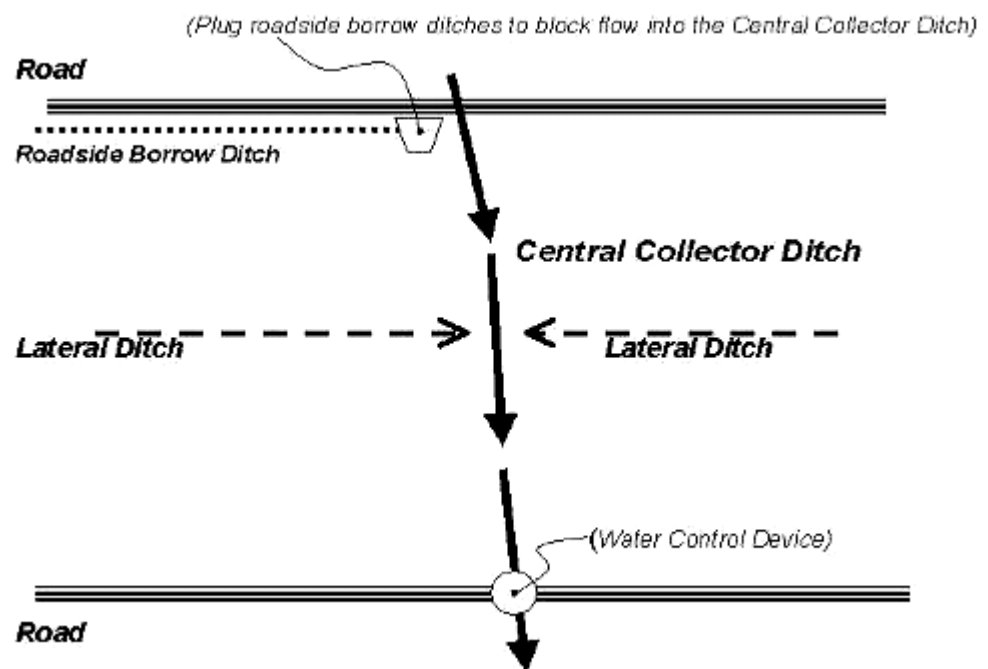 (Plug roadside borrow ditches to block flow into the Central Collector Ditch)
Road
Roadside Borrow Ditch
Central Collector Ditch
Lateral Ditch
Lateral Ditch
(Water Control Device)
Road